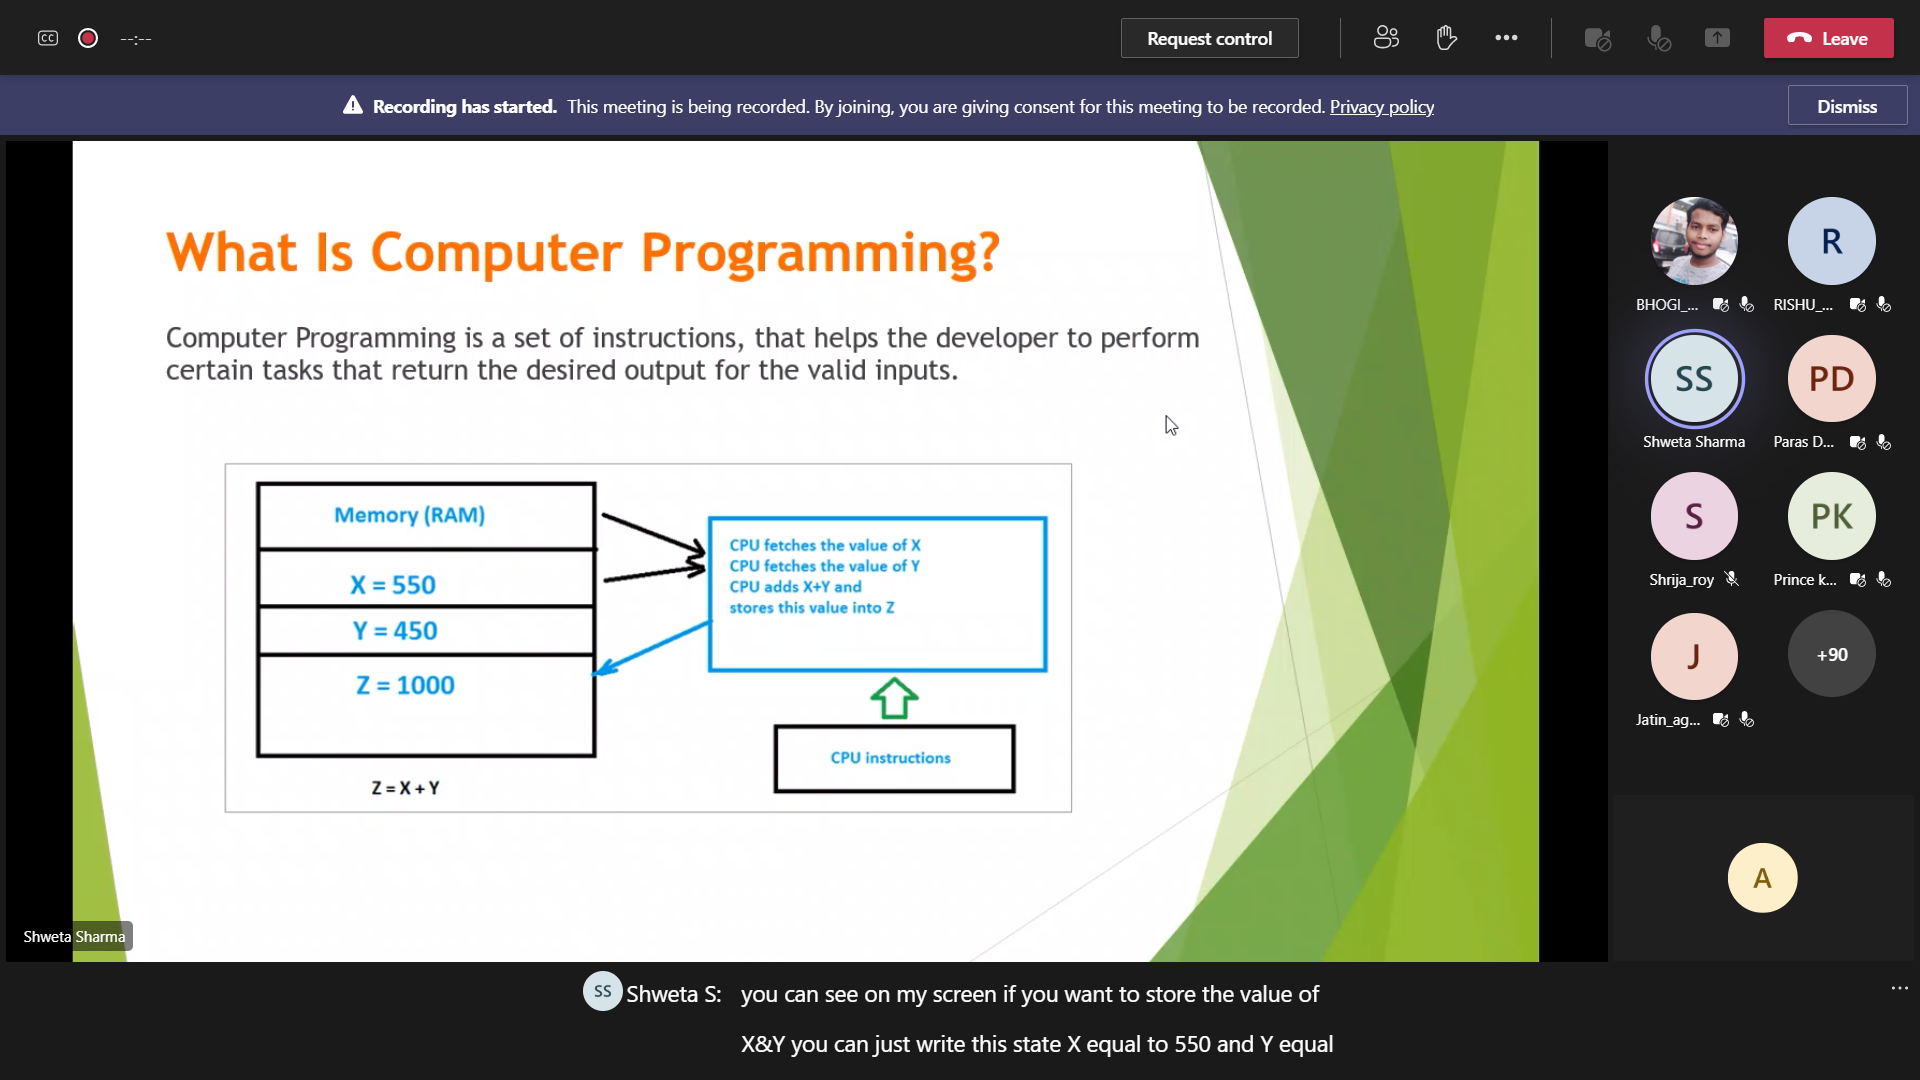 CC
--:--
Request control
Leave
Recording has started. This meeting is being recorded. By joining, you are giving consent for this meeting to be recorded. Privacy policy
Dismiss
What Is Computer Programming?
Computer Programming is a set of instructions, that helps the developer to perform
certain tasks that return the desired output for the valid inputs.
Memory (RAM)
X = 550
Y = 450
Z = 1000
Z = X + Y
CPU fetches the value of X
CPU fetches the value of Y
CPU adds X+Y and
stores this value into Z
CPU instructions
Shweta Sharma
BHOGI_...
R
RISHU_...
SS
Shweta Sharma
PD
Paras D...
S
Shrija_roy
PK
Prince k...
J
Jatin_ag...
+90
A
SS
Shweta S: you can see on my screen if you want to store the value of
X&Y you can just write this state X equal to 550 and Y equal